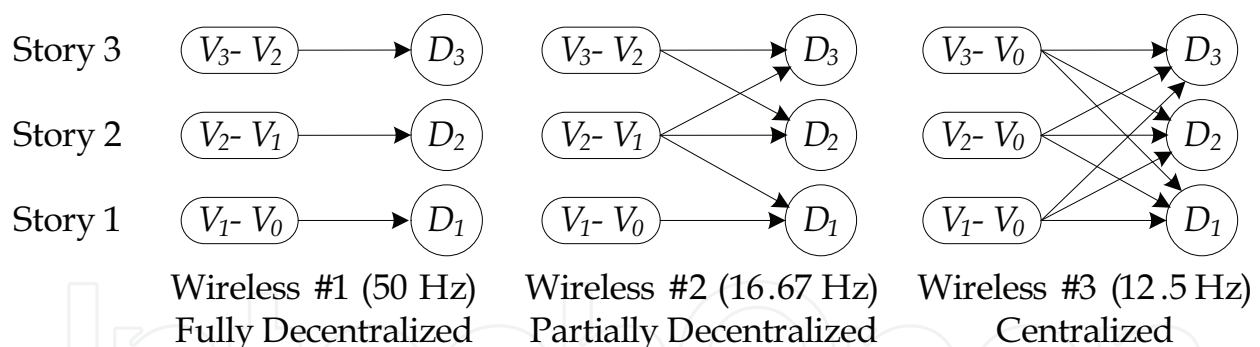 Story 3 V3- V2 D3 V3- V2 D3 V3- V0 D3
Story 2 V2- V1 D2 V2- V1 D2 V2- V0 D2
Story 1 V1- V0 D1 V1- V0 D1 V1- V0 D1
Wireless #1 (50 Hz) Wireless #2 (16.67 Hz) Wireless #3 (12.5 Hz)
Fully Decentralized Partially Decentralized Centralized